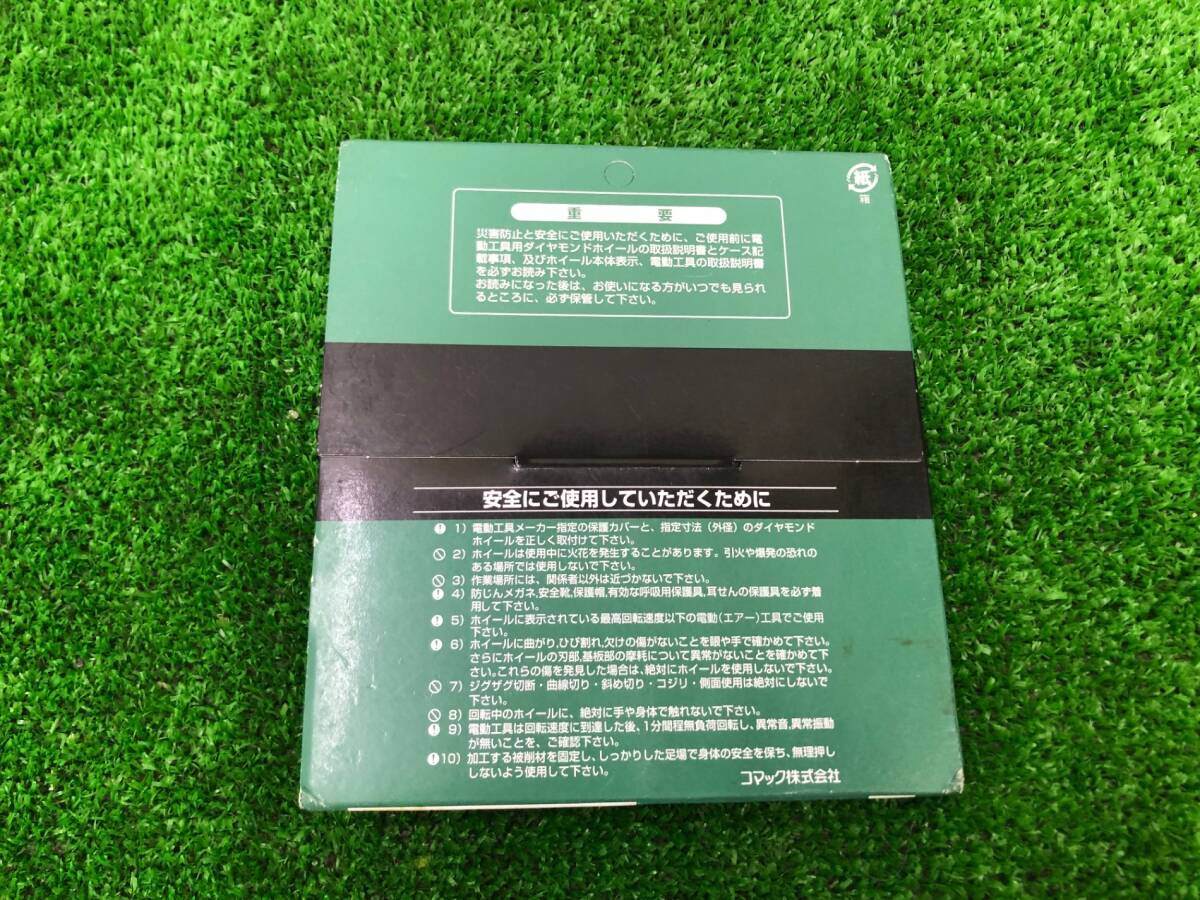 紙
箱
重 要
災害防止と安全にご使用いただくために、ご使用前に電
動工具用ダイヤモンドホイールの取扱説明書とケース記
載事項、及びホイール本体表示、電動工具の取扱説明書
を必ずお読み下さい。
お読みになった後は、お使いになる方がいつでも見られ
るところに、必ず保管して下さい。
安全にご使用していただくために
1) 電動工具メーカー指定の保護カバーと、指定寸法（外径）のダイヤモンド
ホイールを正しく取付けて下さい。
2) ホイールは使用中に火花を発生することがあります。引火や爆発の恐れの
ある場所では使用しないで下さい。
3) 作業場所には、関係者以外は近づかないで下さい。
4) 防じんメガネ,安全靴,保護帽,有効な呼吸用保護具,耳せんの保護具を必ず着
用して下さい。
5) ホイールに表示されている最高回転速度以下の電動(エアー)工具でご使用
下さい。
6) ホイールに曲がり,ひび割れ,欠けの傷がないことを眼や手で確かめて下さい。
さらにホイールの刃部,基板部の摩耗について異常がないことを確かめて下
さい。これらの傷を発見した場合は、絶対にホイールを使用しないで下さい。
7) ジグザグ切断・曲線切り・斜め切り・コジリ・側面使用は絶対にしないで
下さい。
8) 回転中のホイールに、絶対に手や身体で触れないで下さい。
9) 電動工具は回転速度に到達した後、1分間程無負荷回転し、異常音,異常振動
が無いことを、ご確認下さい。
10) 加工する被削材を固定し、しっかりした足場で身体の安全を保ち、無理押し
しないよう使用して下さい。
コマック株式会社